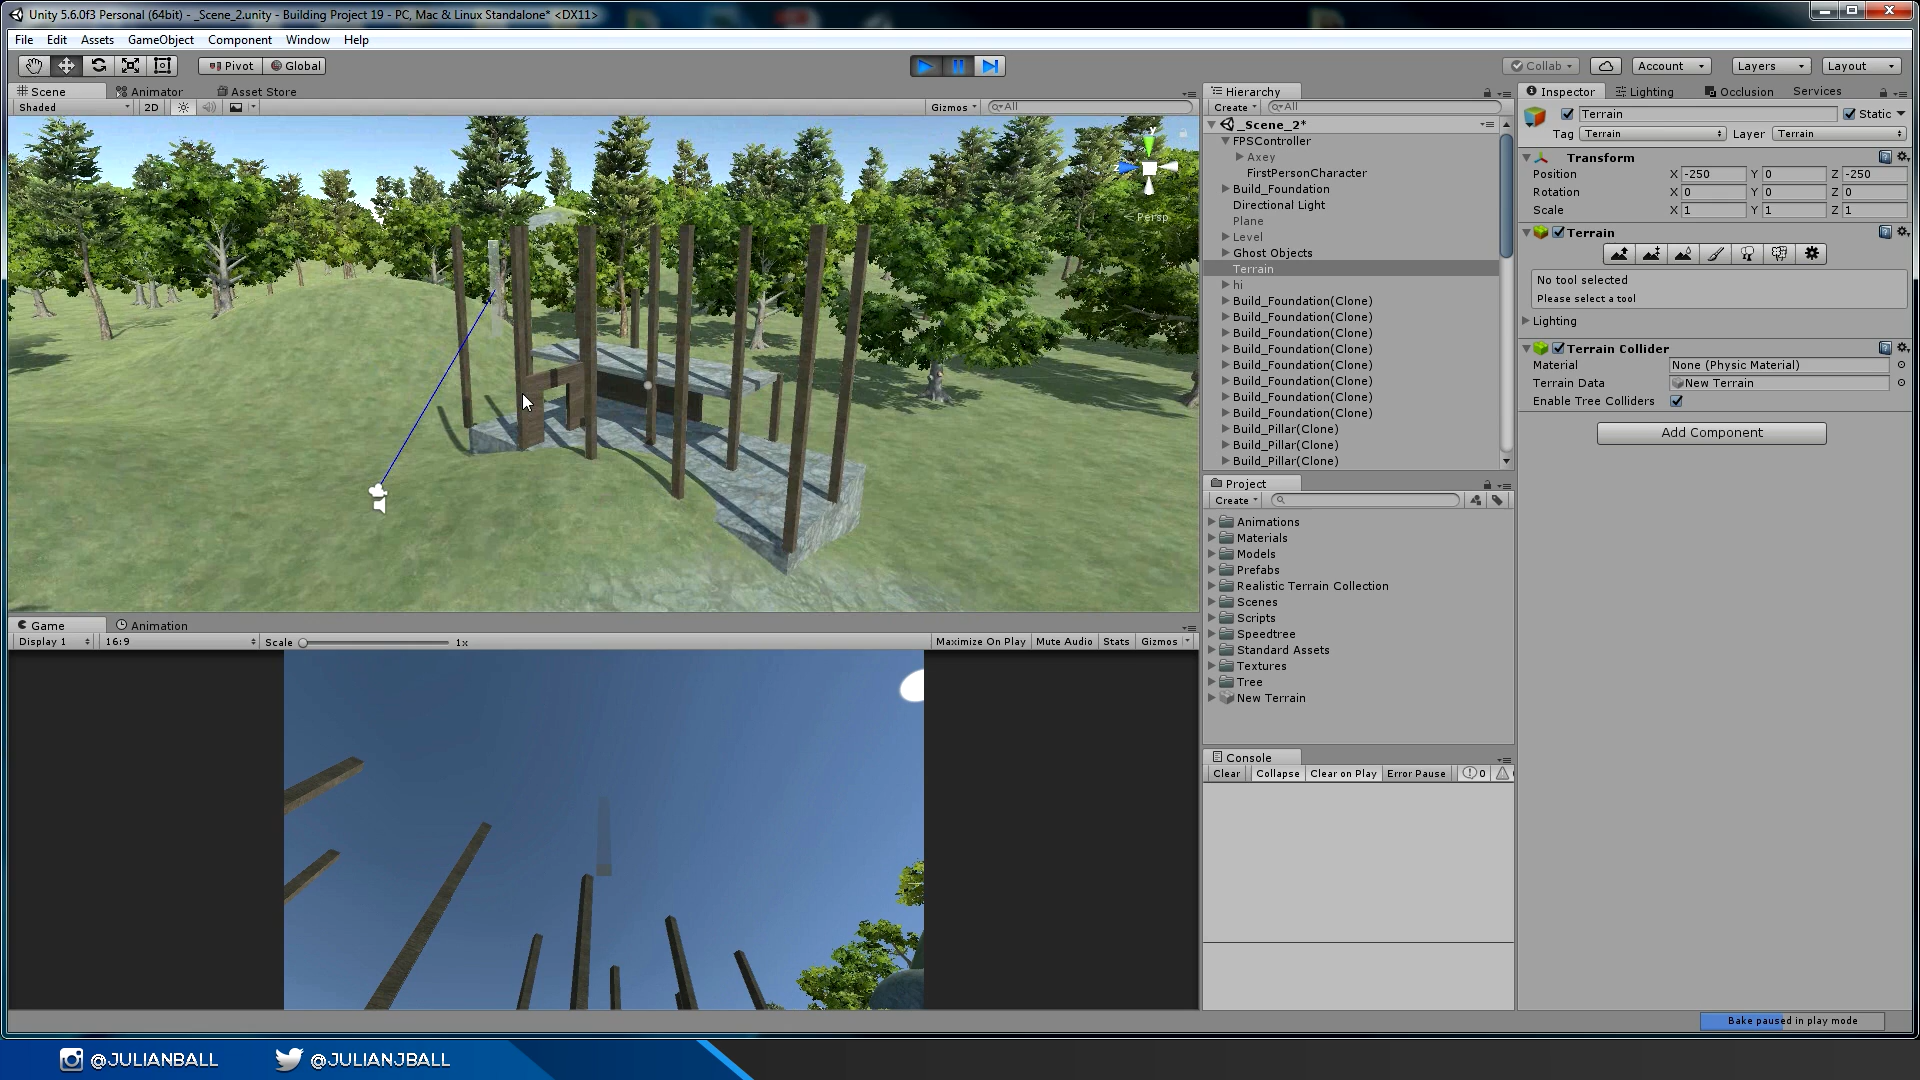 Unity 5.6.0f3 Personal (64bit) - _Scene_2.unity - Building Project 19 - PC, Mac & Linux Standalone* <DX11>
File Edit Assets GameObject Component Window Help
Pivot Global Collab Account Layers Layout
Scene Animator Asset Store
Shaded 2D Gizmos All
y
Persp
Hierarchy
Create All
_Scene_2*
FPSController
Axey
FirstPersonCharacter
Build_Foundation
Directional Light
Plane
Level
Ghost Objects
Terrain
hi
Build_Foundation(Clone)
Build_Foundation(Clone)
Build_Foundation(Clone)
Build_Foundation(Clone)
Build_Foundation(Clone)
Build_Foundation(Clone)
Build_Foundation(Clone)
Build_Foundation(Clone)
Build_Pillar(Clone)
Build_Pillar(Clone)
Build_Pillar(Clone)
Inspector Lighting Occlusion Services
Terrain Static
Tag Terrain Layer Terrain
Transform
Position X -250 Y 0 Z -250
Rotation X 0 Y 0 Z 0
Scale X 1 Y 1 Z 1
Terrain
No tool selected
Please select a tool
Lighting
Terrain Collider
Material None (Physic Material)
Terrain Data New Terrain
Enable Tree Colliders
Add Component
Project
Create
Animations
Materials
Models
Prefabs
Realistic Terrain Collection
Scenes
Scripts
Speedtree
Standard Assets
Textures
Tree
New Terrain
Game Animation
Display 1 16:9 Scale 1x Maximize On Play Mute Audio Stats Gizmos
Console
Clear Collapse Clear on Play Error Pause 0
Bake paused in play mode
@JULIANBALL @JULIANJBALL